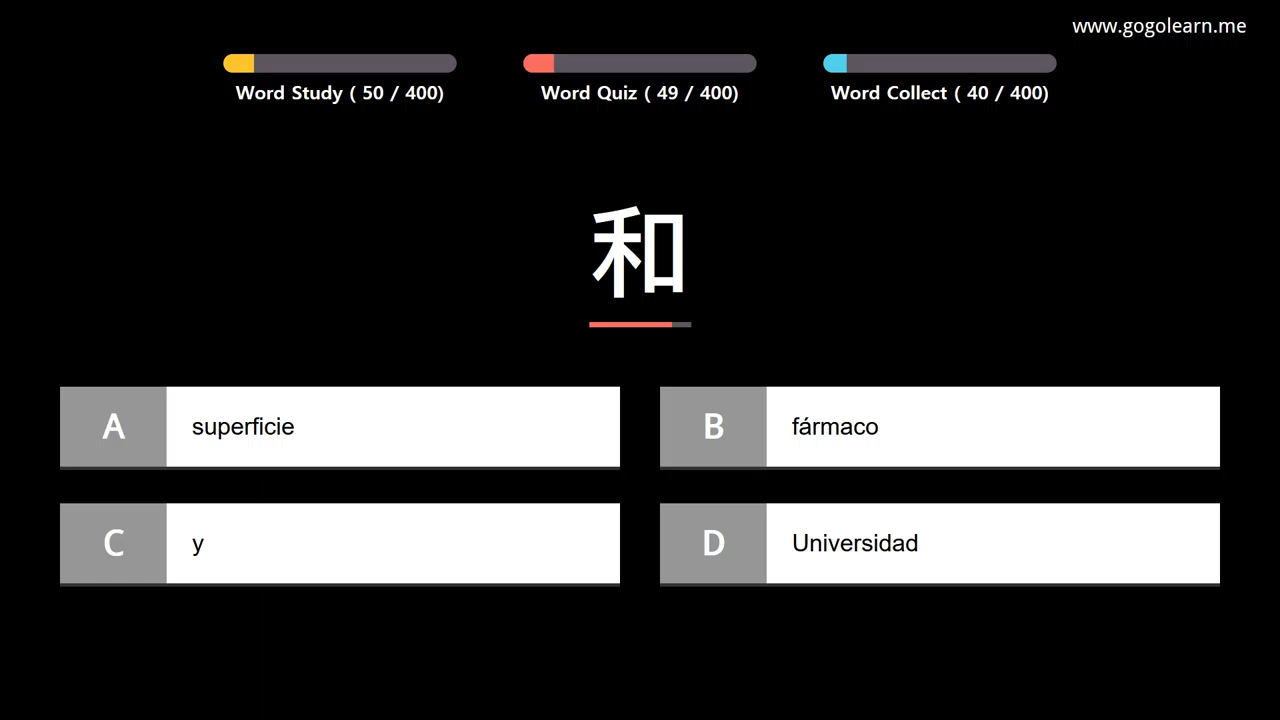 www.gogolearn.me
Word Study ( 50 / 400)
Word Quiz ( 49 / 400)
Word Collect ( 40 / 400)
和
A superficie
B fármaco
C y
D Universidad